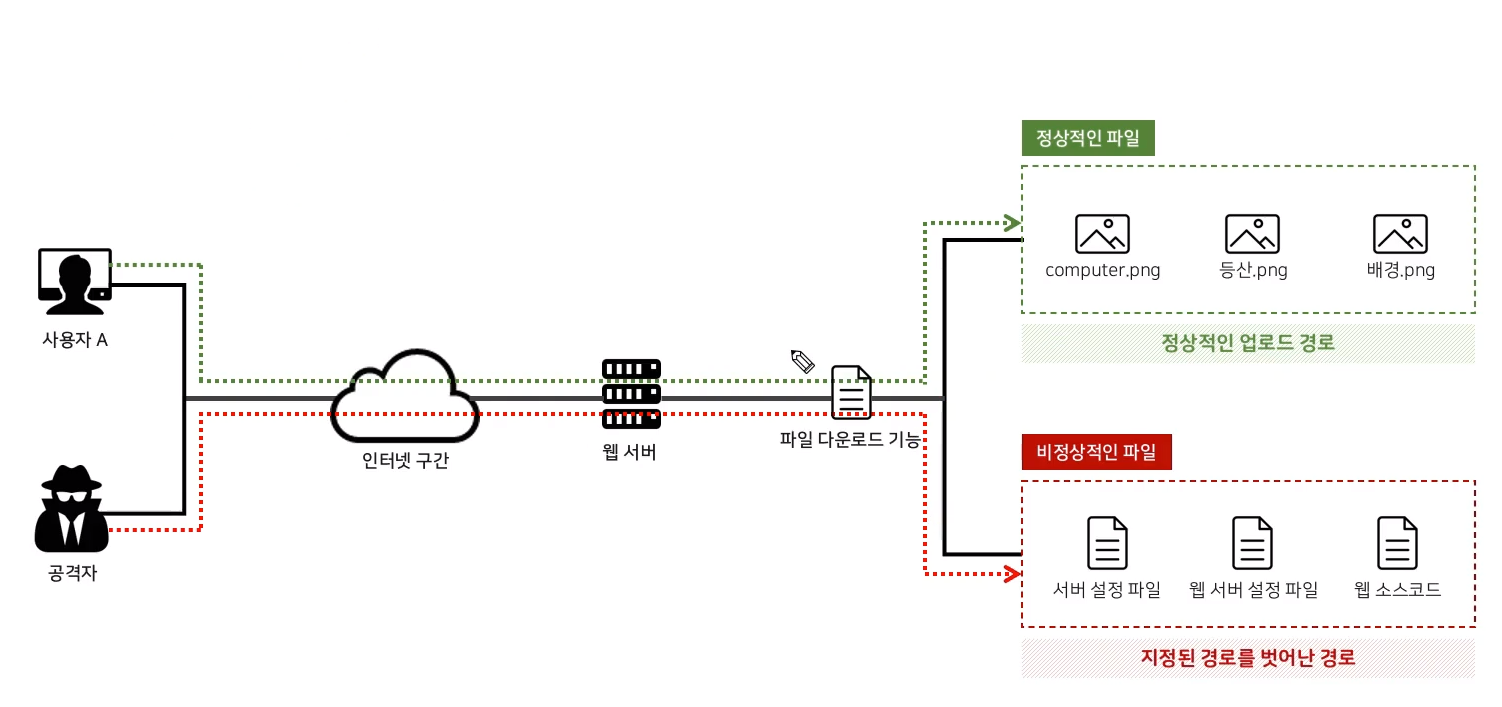 정상적인 파일
computer.png
등산.png
배경.png
정상적인 업로드 경로
사용자 A
인터넷 구간
웹 서버
파일 다운로드 기능
공격자
비정상적인 파일
서버 설정 파일
웹 서버 설정 파일
웹 소스코드
지정된 경로를 벗어난 경로